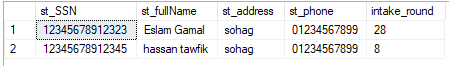 st_SSN st_fullName st_address st_phone intake_round
1 12345678912323 Eslam Gamal sohag 01234567899 28
2 12345678912345 hassan tawfik sohag 01234567899 8